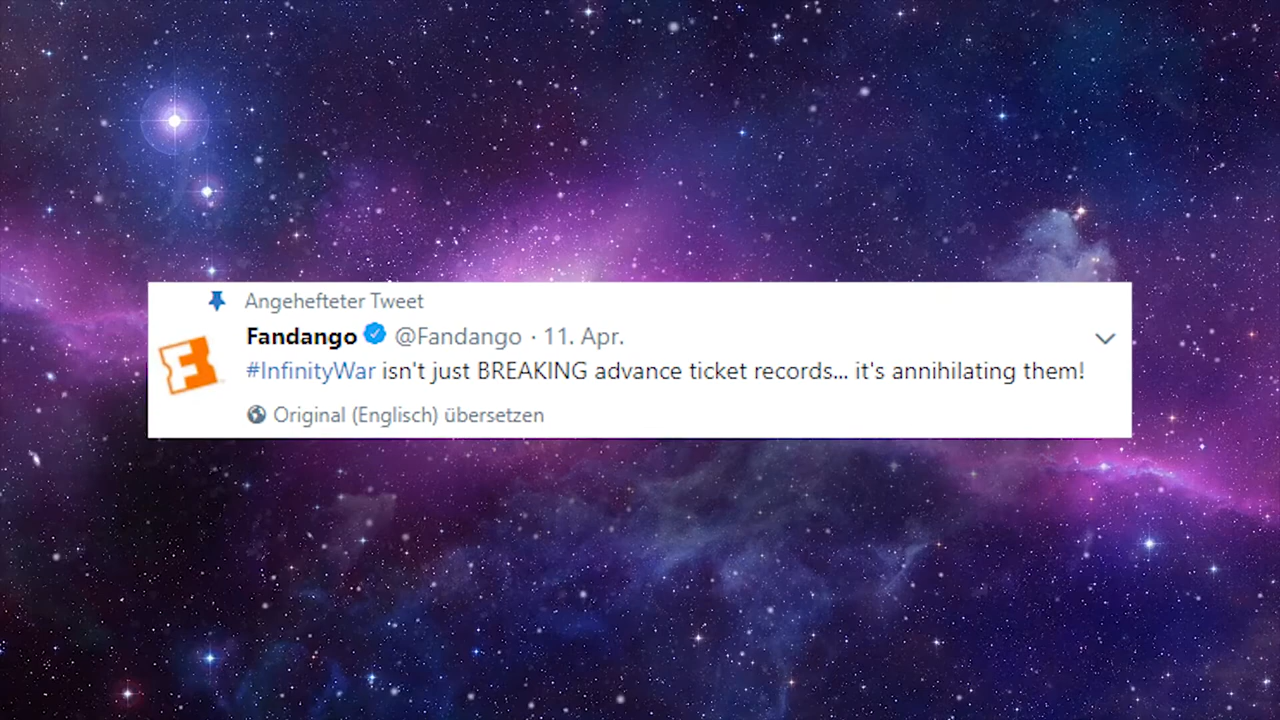 Angehefteter Tweet
Fandango @Fandango · 11. Apr.
#InfinityWar isn't just BREAKING advance ticket records... it's annihilating them!
Original (Englisch) übersetzen